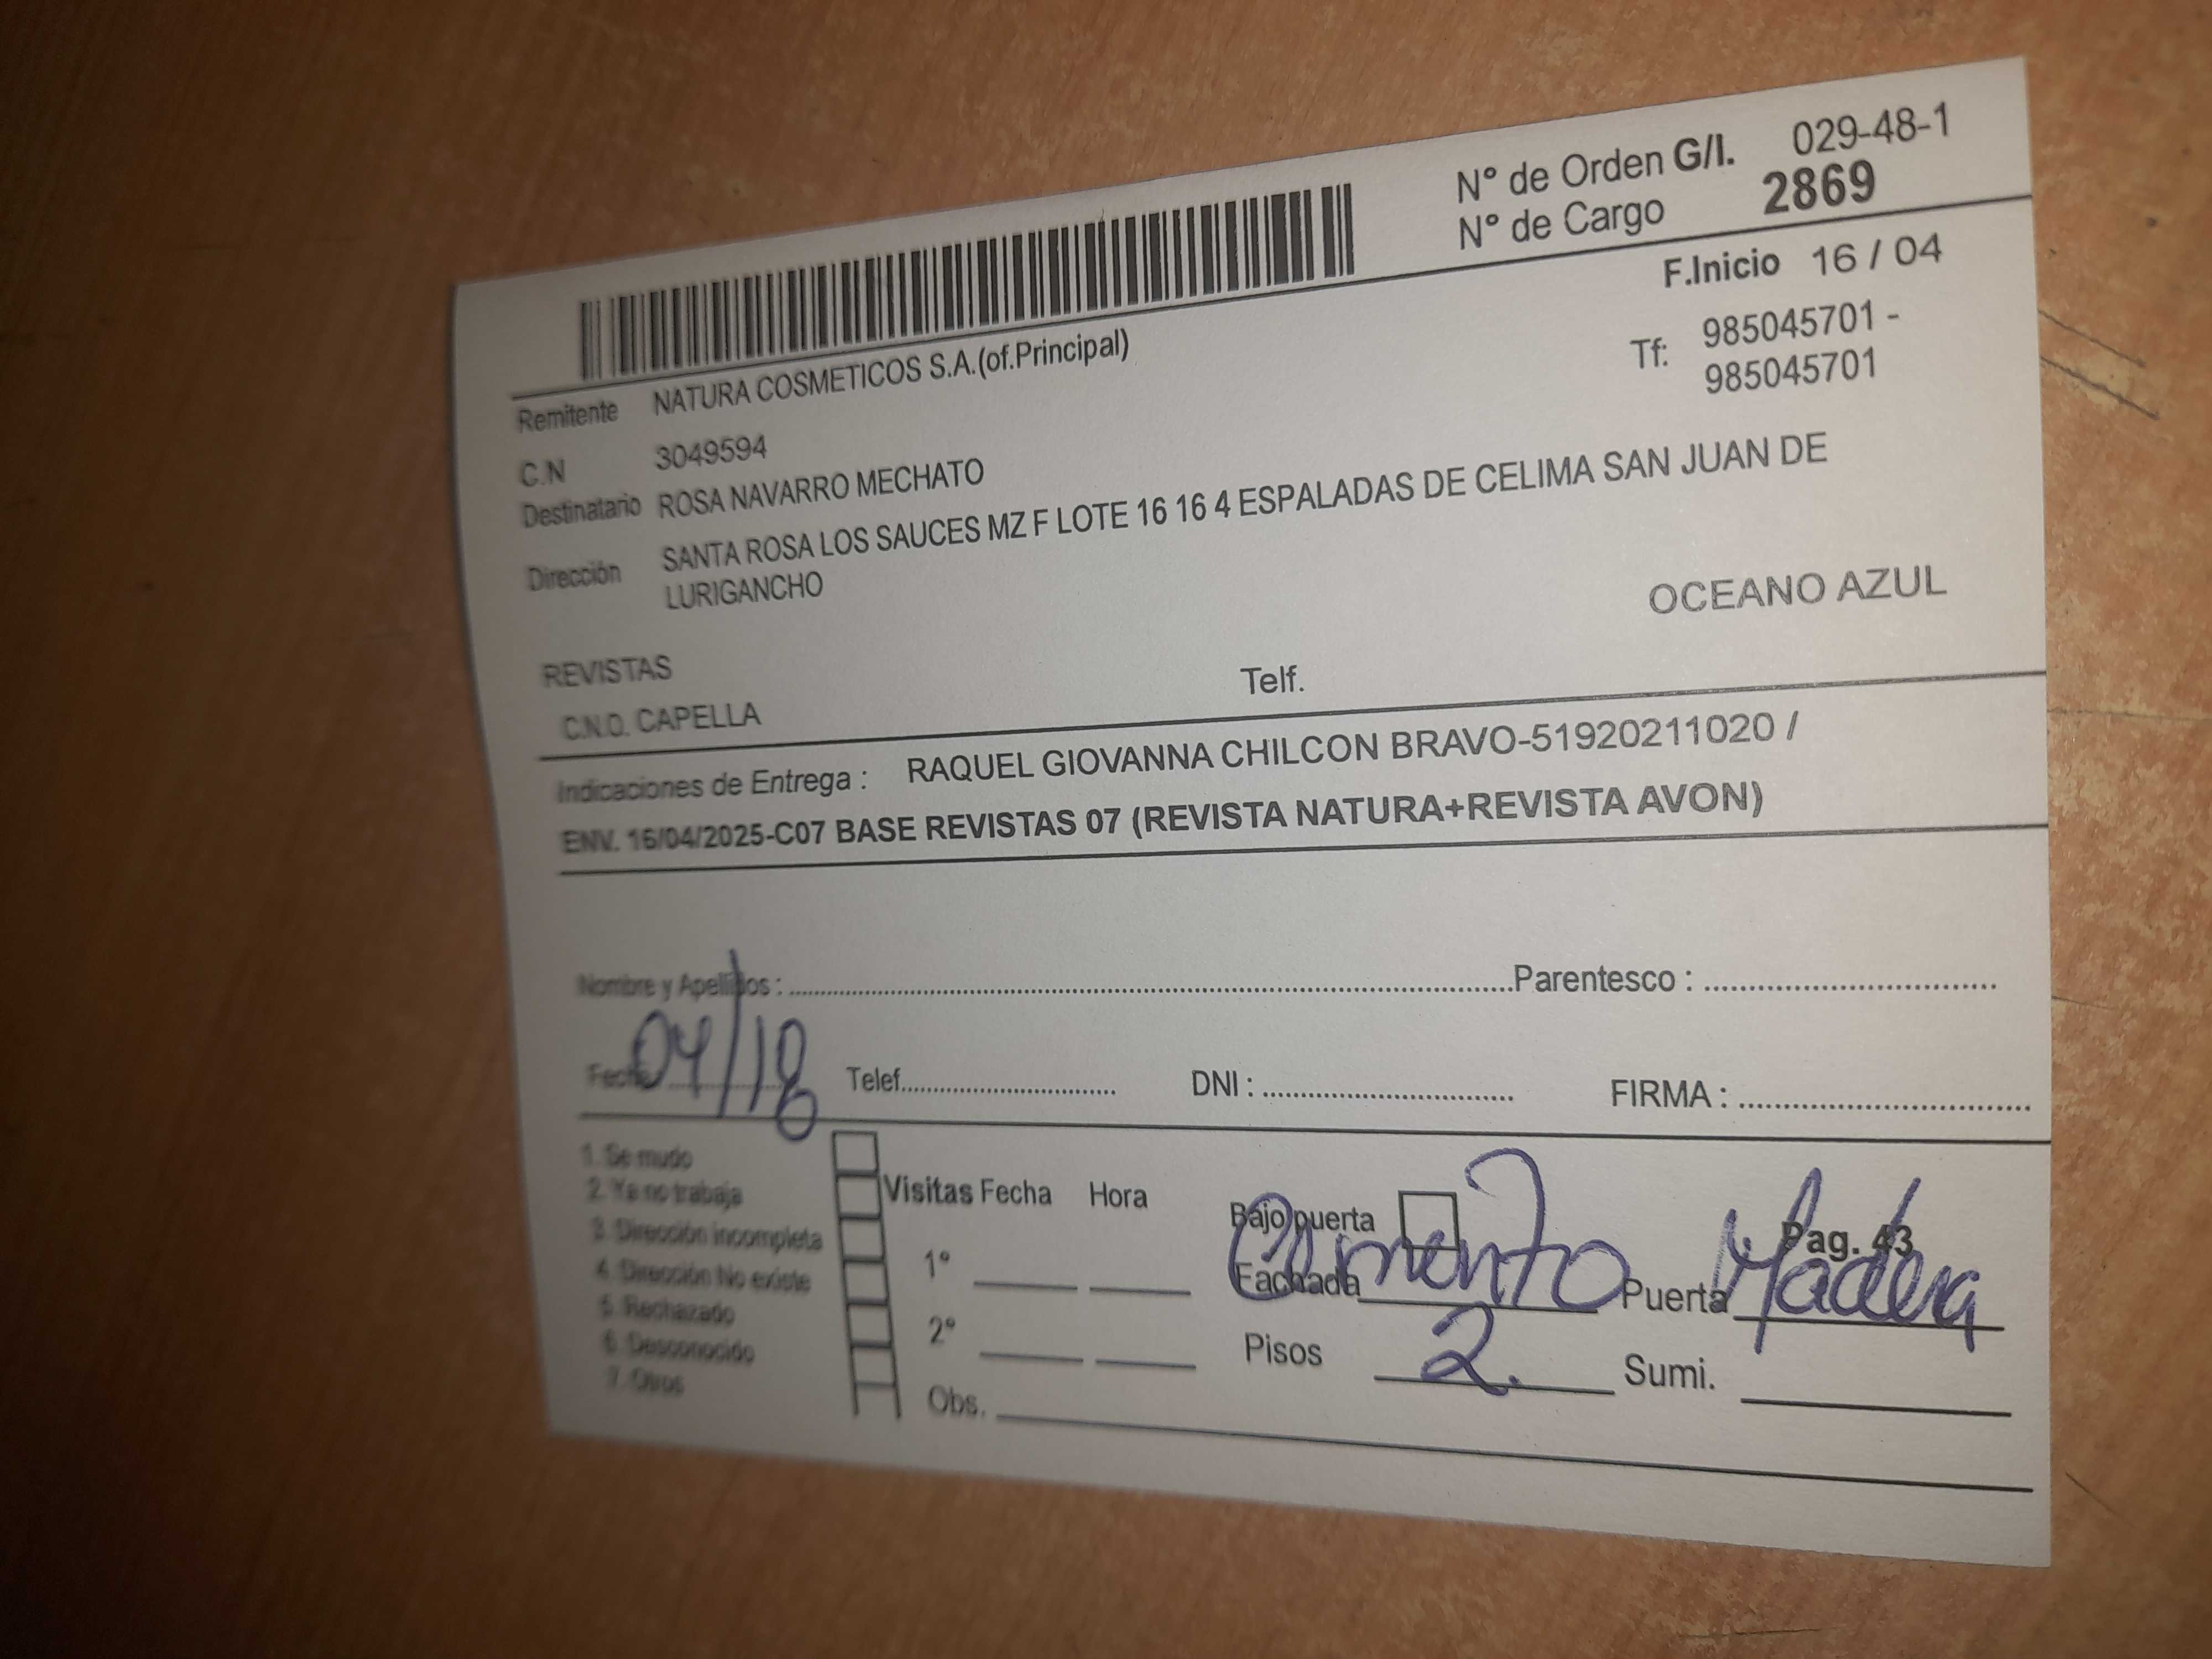 N° de Orden G/I. 029-48-1
N° de Cargo 2869
F.Inicio 16 / 04
Remitente NATURA COSMETICOS S.A.(of.Principal)
Tf: 985045701 -
985045701
C.N 3049594
Destinatario ROSA NAVARRO MECHATO
Dirección SANTA ROSA LOS SAUCES MZ F LOTE 16 16 4 ESPALADAS DE CELIMA SAN JUAN DE
LURIGANCHO
OCEANO AZUL
REVISTAS
C.N.O. CAPELLA Telf.
Indicaciones de Entrega : RAQUEL GIOVANNA CHILCON BRAVO-51920211020 /
ENV. 16/04/2025-C07 BASE REVISTAS 07 (REVISTA NATURA+REVISTA AVON)
Nombre y Apellidos : Parentesco :
Fecha 04/18 Telef. DNI : FIRMA :
1. Se mudo
2. Ya no trabaja
3. Dirección incompleta
4. Dirección No existe
5. Rechazado
6. Desconocido
7. Otros
Visitas Fecha Hora
1°
2°
Obs.
Bajo puerta Pag. 43
Fachada Cemento Puerta Madera
Pisos 2. Sumi.